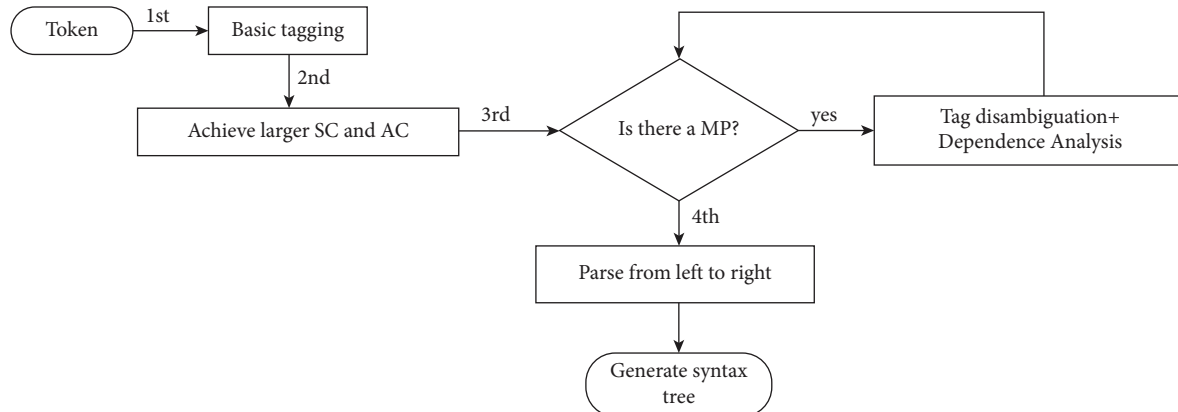 Token
1st
Basic tagging
2nd
Achieve larger SC and AC
3rd
Is there a MP?
yes
Tag disambiguation+
Dependence Analysis
4th
Parse from left to right
Generate syntax
tree